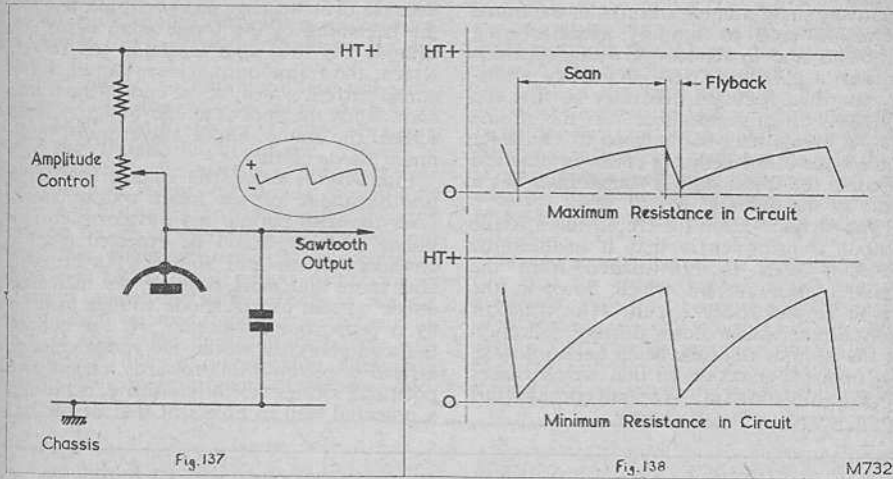 HT+
Amplitude
Control
+
-
Sawtooth
Output
Chassis
Fig.137
HT+
Scan
Flyback
O
Maximum Resistance in Circuit
HT+
O
Minimum Resistance in Circuit
Fig.138
M732